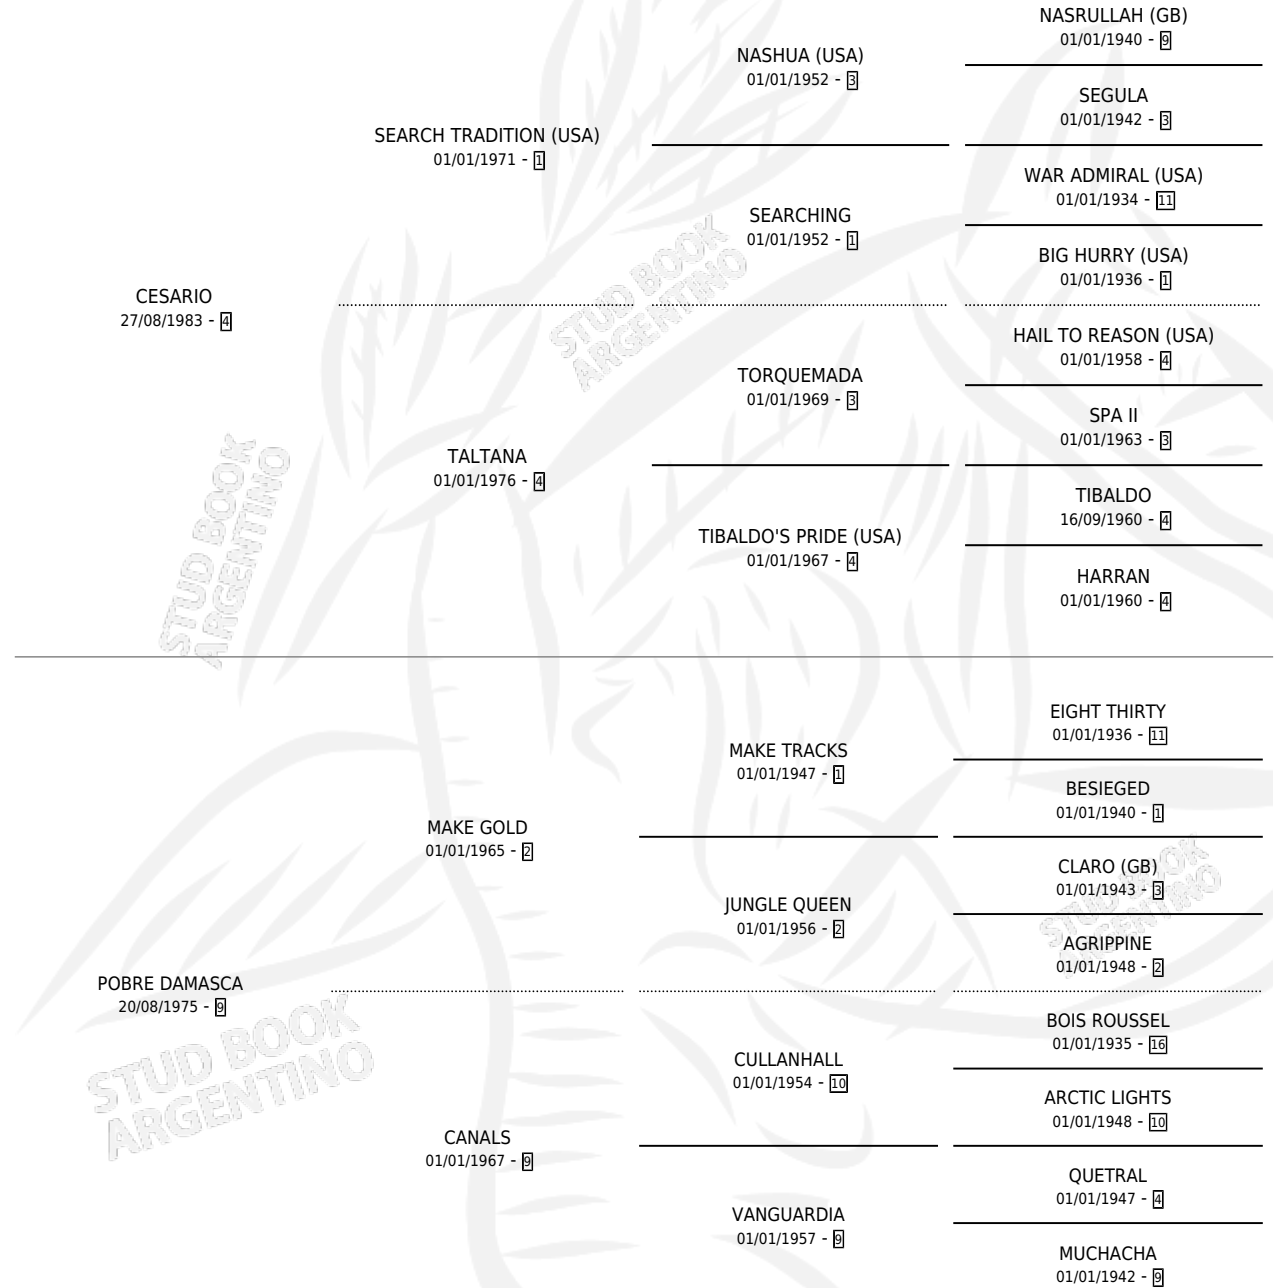 NASRULLAH (GB)
01/01/1940 - 9
NASHUA (USA)
01/01/1952 - 3
SEGULA
01/01/1942 - 3
SEARCH TRADITION (USA)
01/01/1971 - 1
WAR ADMIRAL (USA)
01/01/1934 - 11
SEARCHING
01/01/1952 - 1
BIG HURRY (USA)
01/01/1936 - 1
CESARIO
27/08/1983 - 4
HAIL TO REASON (USA)
01/01/1958 - 4
TORQUEMADA
01/01/1969 - 3
SPA II
01/01/1963 - 3
TALTANA
01/01/1976 - 4
TIBALDO
16/09/1960 - 4
TIBALDO'S PRIDE (USA)
01/01/1967 - 4
HARRAN
01/01/1960 - 4
EIGHT THIRTY
01/01/1936 - 11
MAKE TRACKS
01/01/1947 - 1
BESIEGED
01/01/1940 - 1
MAKE GOLD
01/01/1965 - 2
CLARO (GB)
01/01/1943 - 3
JUNGLE QUEEN
01/01/1956 - 2
AGRIPPINE
01/01/1948 - 2
POBRE DAMASCA
20/08/1975 - 9
BOIS ROUSSEL
01/01/1935 - 16
CULLANHALL
01/01/1954 - 10
ARCTIC LIGHTS
01/01/1948 - 10
CANALS
01/01/1967 - 9
QUETRAL
01/01/1947 - 4
VANGUARDIA
01/01/1957 - 9
MUCHACHA
01/01/1942 - 9
STUD BOOK
ARGENTINO
STUD BOOK
ARGENTINO
STUD BOOK
ARGENTINO
STUD BOOK
ARGENTINO